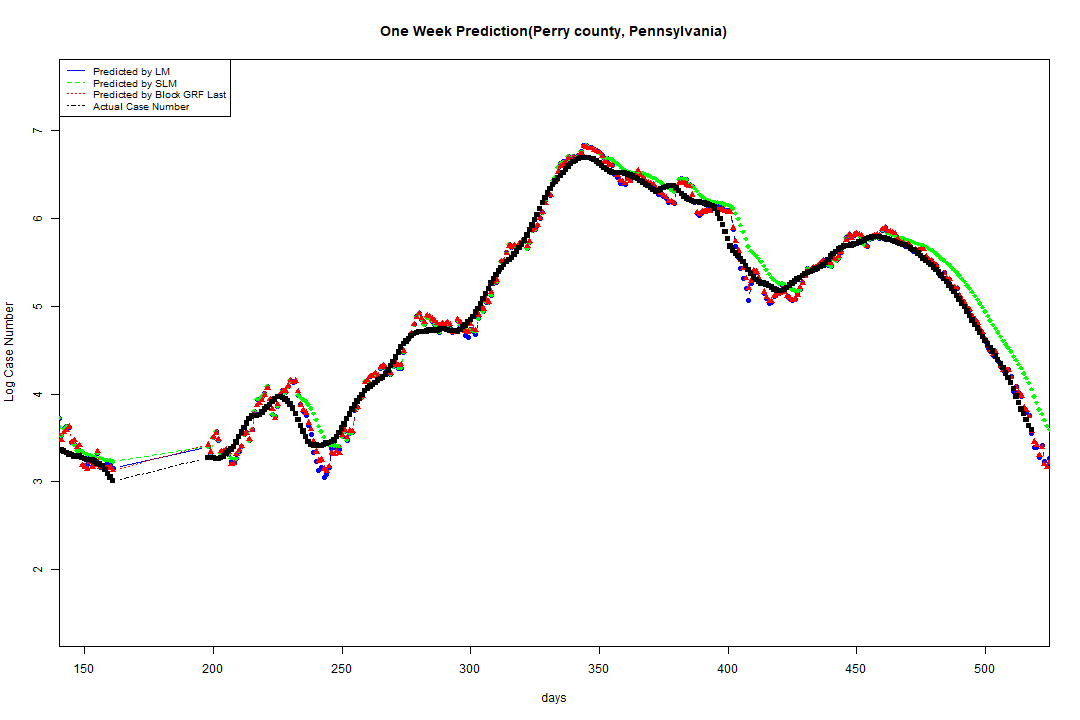 One Week Prediction(Perry county, Pennsylvania)
Predicted by LM
Predicted by SLM
Predicted by Block GRF Last
Actual Case Number
7
6
5
4
3
2
Log Case Number
150 200 250 300 350 400 450 500
days